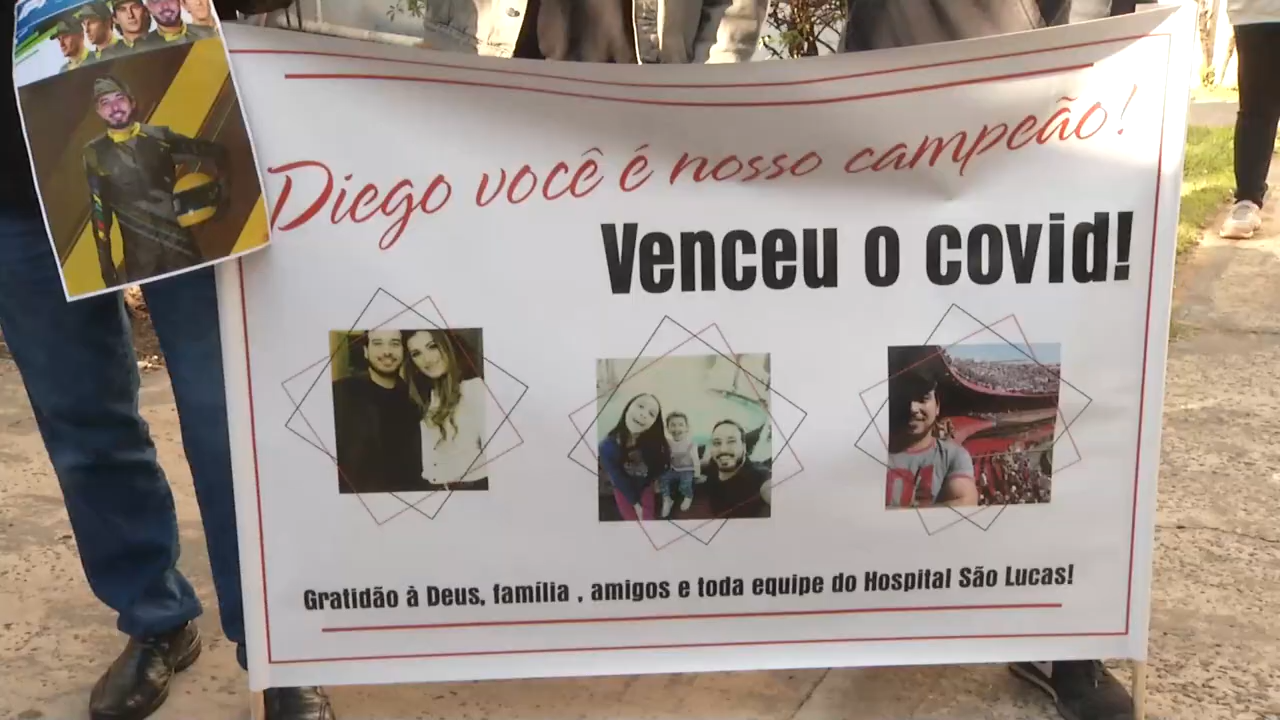 Diego você é nosso campeão!
Venceu o covid!
Gratidão à Deus, família , amigos e toda equipe do Hospital São Lucas!